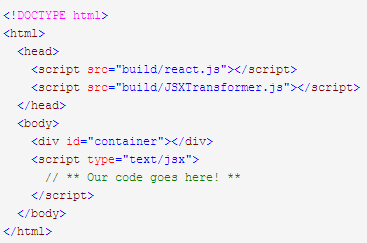 <!DOCTYPE html>
<html>
  <head>
    <script src="build/react.js"></script>
    <script src="build/JSXTransformer.js"></script>
  </head>
  <body>
    <div id="container"></div>
    <script type="text/jsx">
      // ** Our code goes here! **
    </script>
  </body>
</html>